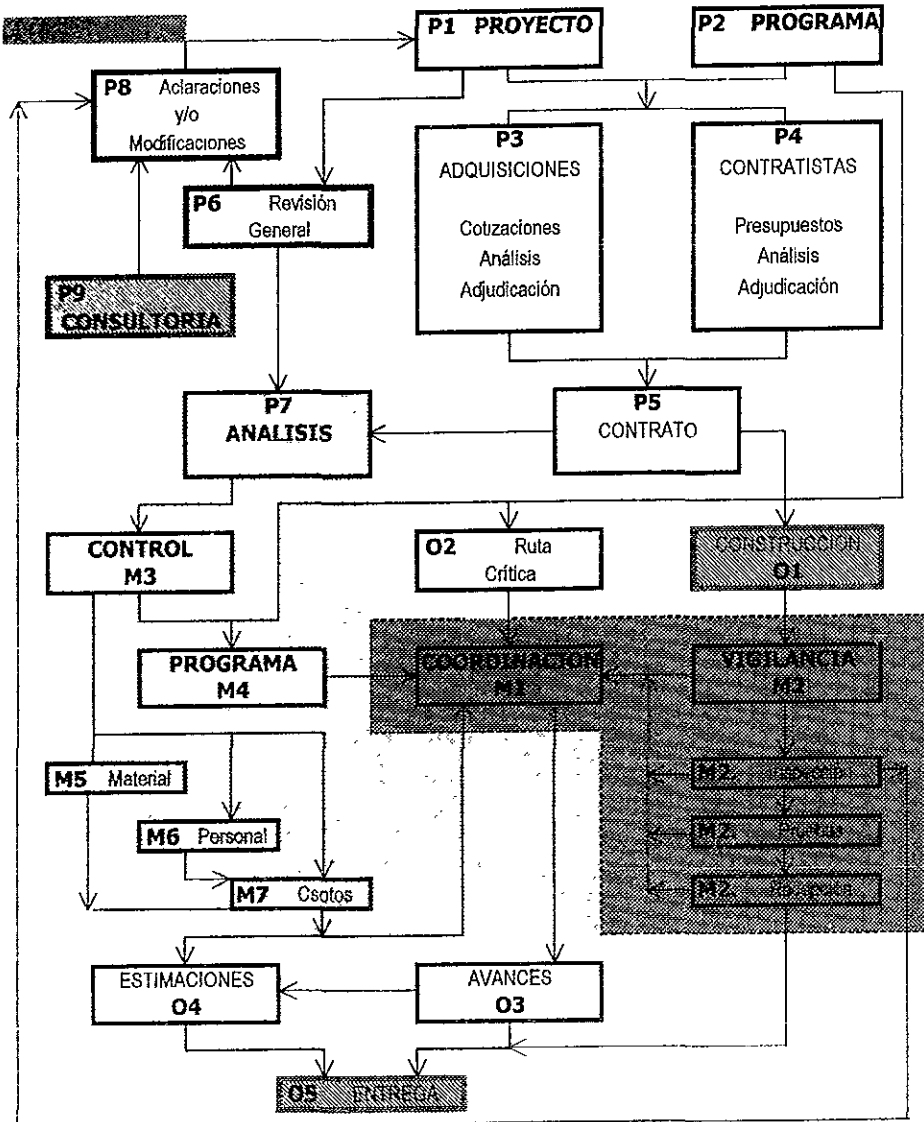 P1 PROYECTO
P2 PROGRAMA
P8 Aclaraciones
y/o
Modificaciones
P3
ADQUISICIONES
Cotizaciones
Análisis
Adjudicación
P4
CONTRATISTAS
Presupuestos
Análisis
Adjudicación
P6 Revisión
General
P9
CONSULTORIA
P7
ANALISIS
P5
CONTRATO
CONTROL
M3
O2 Ruta
Crítica
CONSTRUCCION
O1
PROGRAMA
M4
COORDINACION
M1
VIGILANCIA
M2
M5 Material
M2. Inspección
M6 Personal
M2. Pruebas
M7 Csotos
M2.
ESTIMACIONES
O4
AVANCES
O3
O5 ENTREGA